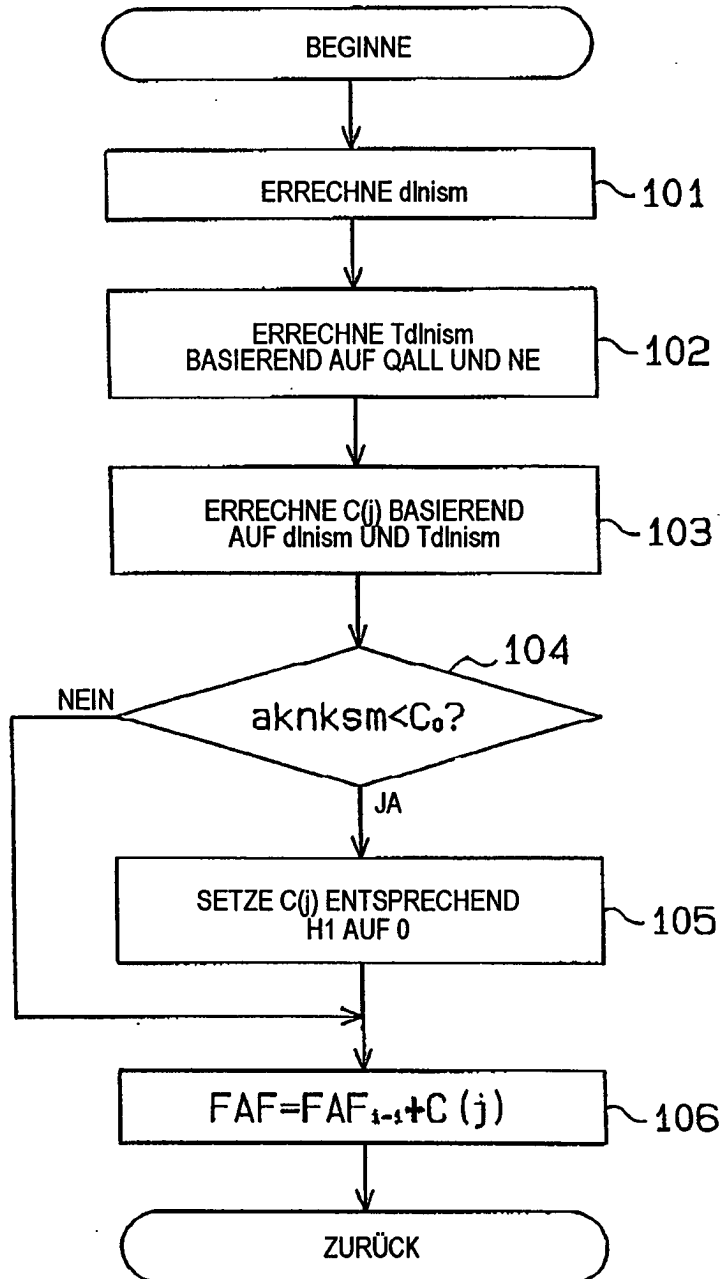 BEGINNE
ERRECHNE dlnism
101
ERRECHNE Tdlnism
BASIEREND AUF QALL UND NE
102
ERRECHNE C(j) BASIEREND
AUF dlnism UND Tdlnism
103
104
NEIN
aknksm<C₀?
JA
SETZE C(j) ENTSPRECHEND
H1 AUF 0
105
FAF=FAFᵢ₋₁+C(j)
106
ZURÜCK